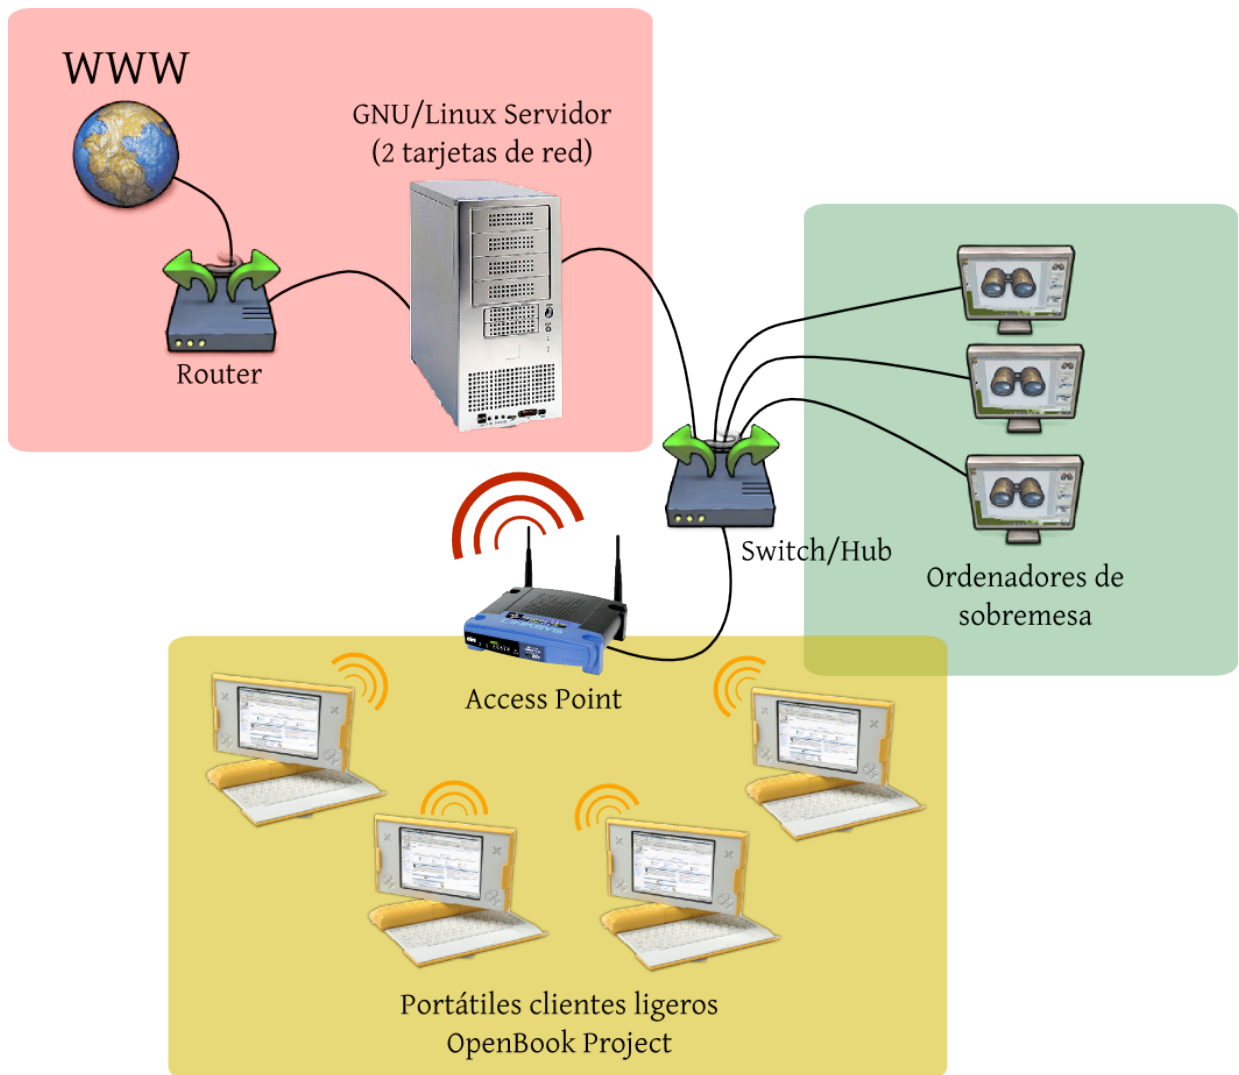 WWW
GNU/Linux Servidor
(2 tarjetas de red)
Router
Switch/Hub
Ordenadores de
sobremesa
Access Point
Portátiles clientes ligeros
OpenBook Project